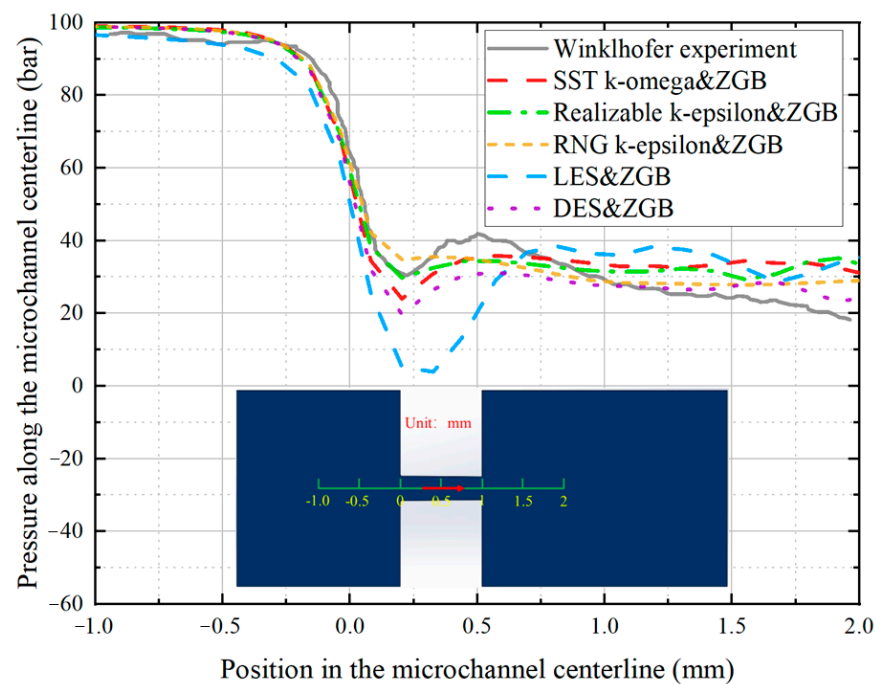 Pressure along the microchannel centerline (bar)
100
80
60
40
20
0
−20
−40
−60
Winklhofer experiment
SST k-omega&ZGB
Realizable k-epsilon&ZGB
RNG k-epsilon&ZGB
LES&ZGB
DES&ZGB
Unit: mm
-1.0 0 0.5 1 1.5 2
−1.0 −0.5 0.0 0.5 1.0 1.5 2.0
Position in the microchannel centerline (mm)